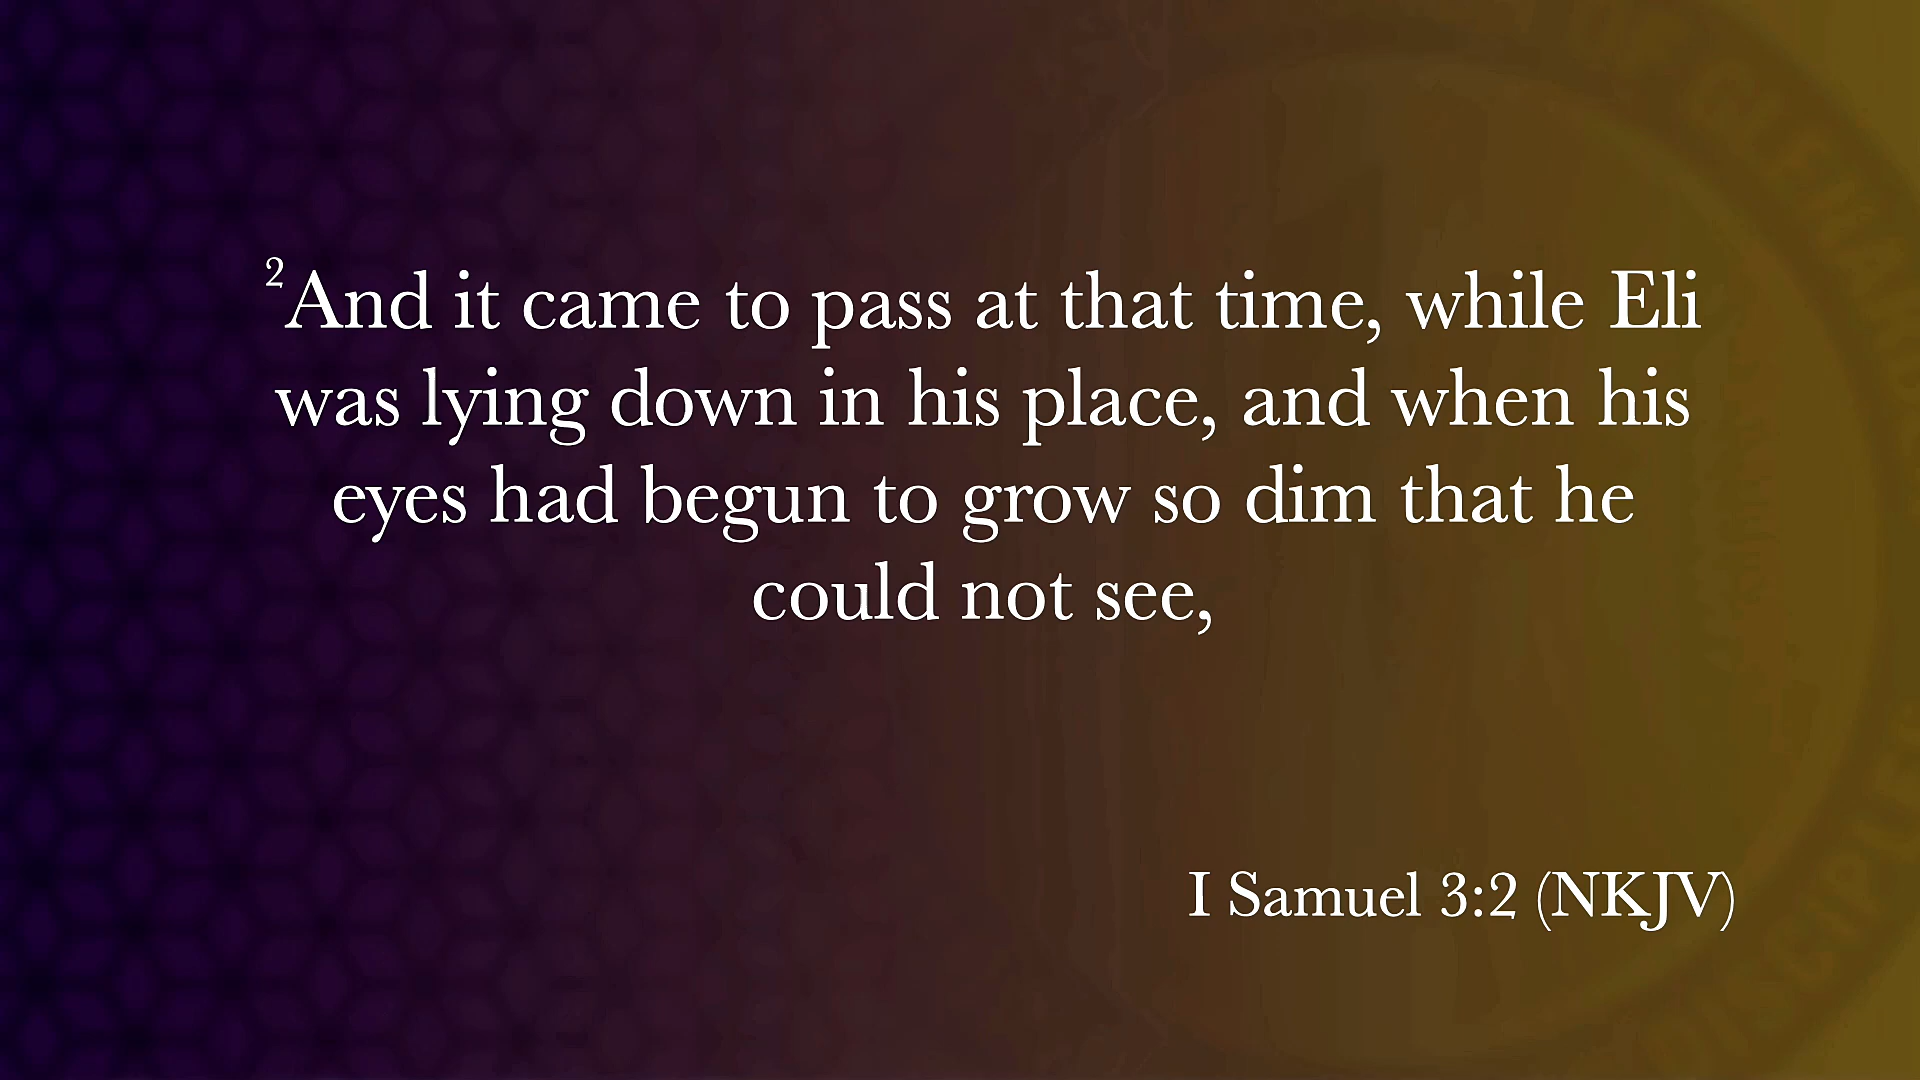 ²And it came to pass at that time, while Eli
was lying down in his place, and when his
eyes had begun to grow so dim that he
could not see,
I Samuel 3:2 (NKJV)